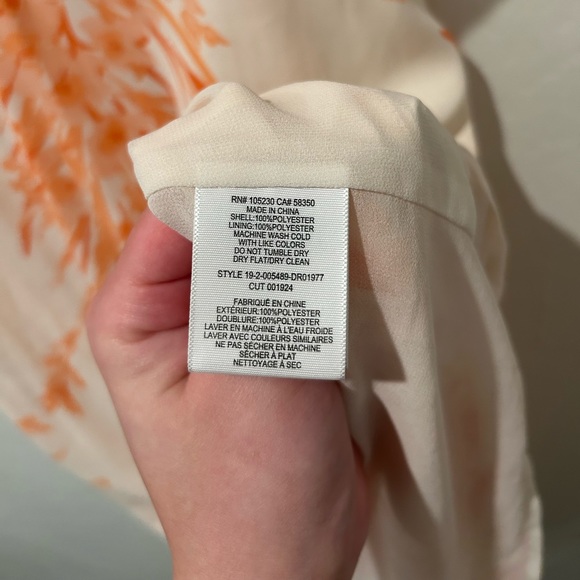 RN# 105230 CA# 58350
MADE IN CHINA
SHELL:100%POLYESTER
LINING:100%POLYESTER
MACHINE WASH COLD
WITH LIKE COLORS
DO NOT TUMBLE DRY
DRY FLAT/DRY CLEAN
STYLE 19-2-005489-DR01977
CUT 001924
FABRIQUÉ EN CHINE
EXTÉRIEUR:100%POLYESTER
DOUBLURE:100%POLYESTER
LAVER EN MACHINE À L'EAU FROIDE
LAVER AVEC COULEURS SIMILAIRES
NE PAS SÉCHER EN MACHINE
SÉCHER À PLAT
NETTOYAGE À SEC